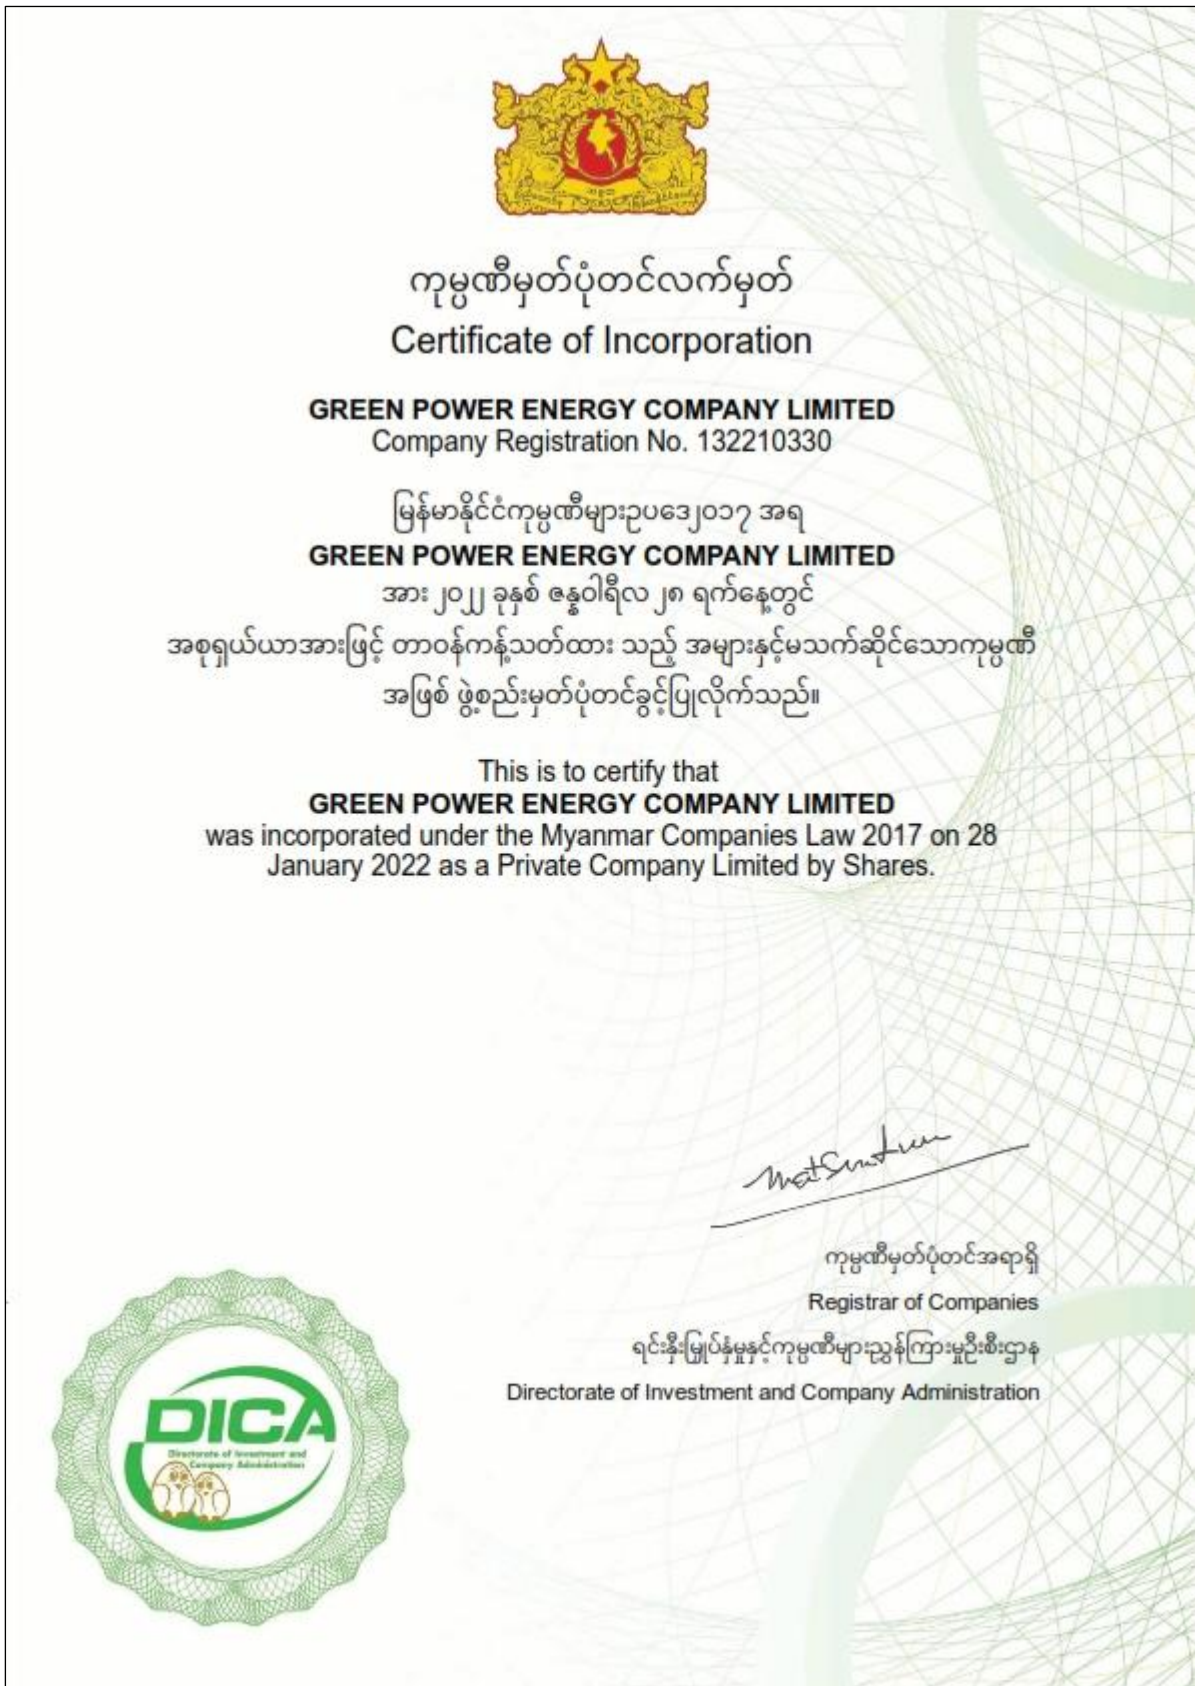 ကုမ္ပဏီမှတ်ပုံတင်လက်မှတ်
Certificate of Incorporation
GREEN POWER ENERGY COMPANY LIMITED
Company Registration No. 132210330
မြန်မာနိုင်ငံကုမ္ပဏီများဥပဒေ၂၀၁၇ အရ
GREEN POWER ENERGY COMPANY LIMITED
အား ၂၀၂၂ ခုနှစ် ဇန္နဝါရီလ ၂၈ ရက်နေ့တွင်
အစုရှယ်ယာအားဖြင့် တာဝန်ကန့်သတ်ထား သည့် အများနှင့်မသက်ဆိုင်သောကုမ္ပဏီ
အဖြစ် ဖွဲ့စည်းမှတ်ပုံတင်ခွင့်ပြုလိုက်သည်။
This is to certify that
GREEN POWER ENERGY COMPANY LIMITED
was incorporated under the Myanmar Companies Law 2017 on 28
January 2022 as a Private Company Limited by Shares.
ကုမ္ပဏီမှတ်ပုံတင်အရာရှိ
Registrar of Companies
ရင်းနှီးမြှုပ်နှံမှုနှင့်ကုမ္ပဏီများညွှန်ကြားမှုဦးစီးဌာန
Directorate of Investment and Company Administration
DICA
Directorate of Investment and
Company Administration